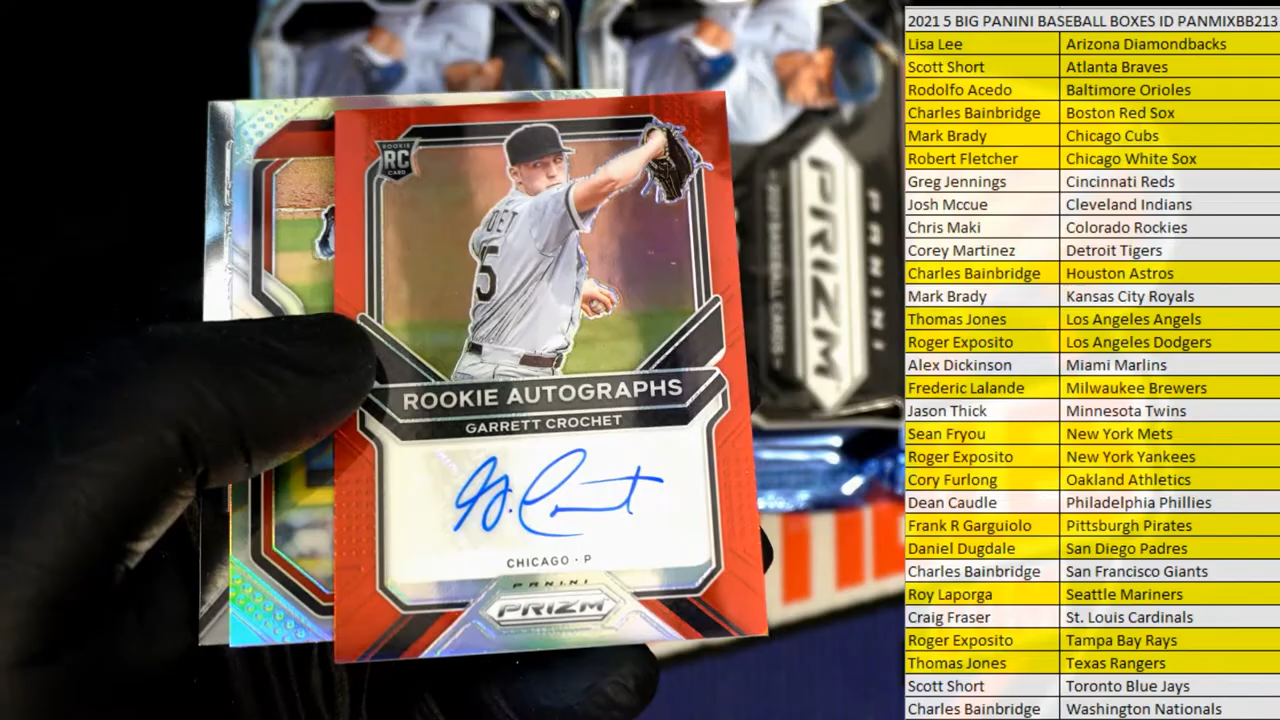 2021 5 BIG PANINI BASEBALL BOXES ID PANMIXBB213
Lisa Lee Arizona Diamondbacks
Scott Short Atlanta Braves
Rodolfo Acedo Baltimore Orioles
Charles Bainbridge Boston Red Sox
Mark Brady Chicago Cubs
Robert Fletcher Chicago White Sox
Greg Jennings Cincinnati Reds
Josh Mccue Cleveland Indians
Chris Maki Colorado Rockies
Corey Martinez Detroit Tigers
Charles Bainbridge Houston Astros
Mark Brady Kansas City Royals
Thomas Jones Los Angeles Angels
Roger Exposito Los Angeles Dodgers
Alex Dickinson Miami Marlins
Frederic Lalande Milwaukee Brewers
Jason Thick Minnesota Twins
Sean Fryou New York Mets
Roger Exposito New York Yankees
Cory Furlong Oakland Athletics
Dean Caudle Philadelphia Phillies
Frank R Garguiolo Pittsburgh Pirates
Daniel Dugdale San Diego Padres
Charles Bainbridge San Francisco Giants
Roy Laporga Seattle Mariners
Craig Fraser St. Louis Cardinals
Roger Exposito Tampa Bay Rays
Thomas Jones Texas Rangers
Scott Short Toronto Blue Jays
Charles Bainbridge Washington Nationals
ROOKIE
RC
CARD
ROOKIE AUTOGRAPHS
GARRETT CROCHET
CHICAGO · P
PANINI
PRIZM
PANINI
PRIZM
2021 BASEBALL CARDS